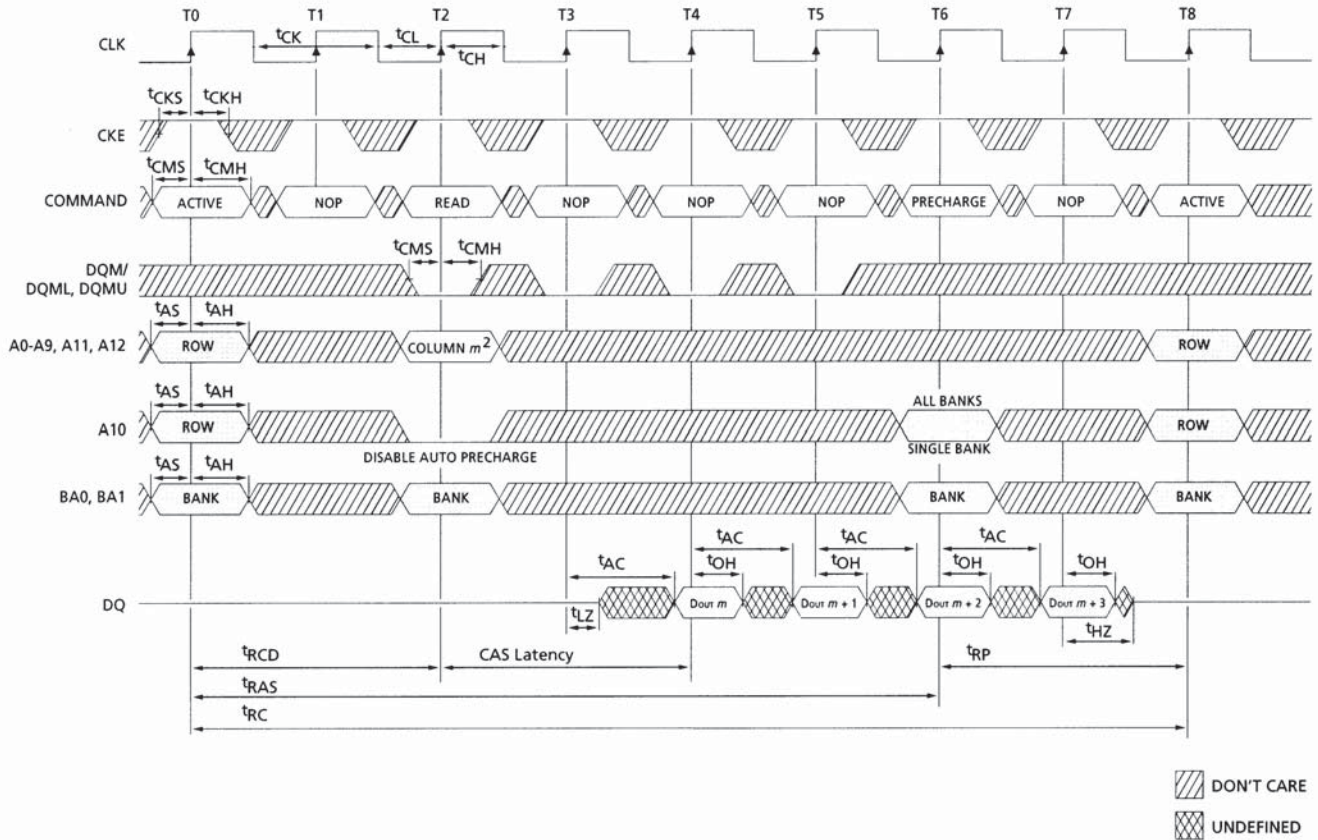 T0 T1 T2 T3 T4 T5 T6 T7 T8
CLK
tCK tCL
tCH
tCKS tCKH
CKE
tCMS tCMH
COMMAND ACTIVE NOP READ NOP NOP NOP PRECHARGE NOP ACTIVE
tCMS tCMH
DQM/
DQML, DQMU
tAS tAH
A0-A9, A11, A12 ROW COLUMN m2 ROW
tAS tAH
ALL BANKS
A10 ROW ROW
DISABLE AUTO PRECHARGE SINGLE BANK
tAS tAH
BA0, BA1 BANK BANK BANK BANK
tAC tAC tAC tAC
tOH tOH tOH tOH
DQ DOUT m DOUT m + 1 DOUT m + 2 DOUT m + 3
tLZ tHZ
tRCD CAS Latency tRP
tRAS
tRC
DON'T CARE
UNDEFINED